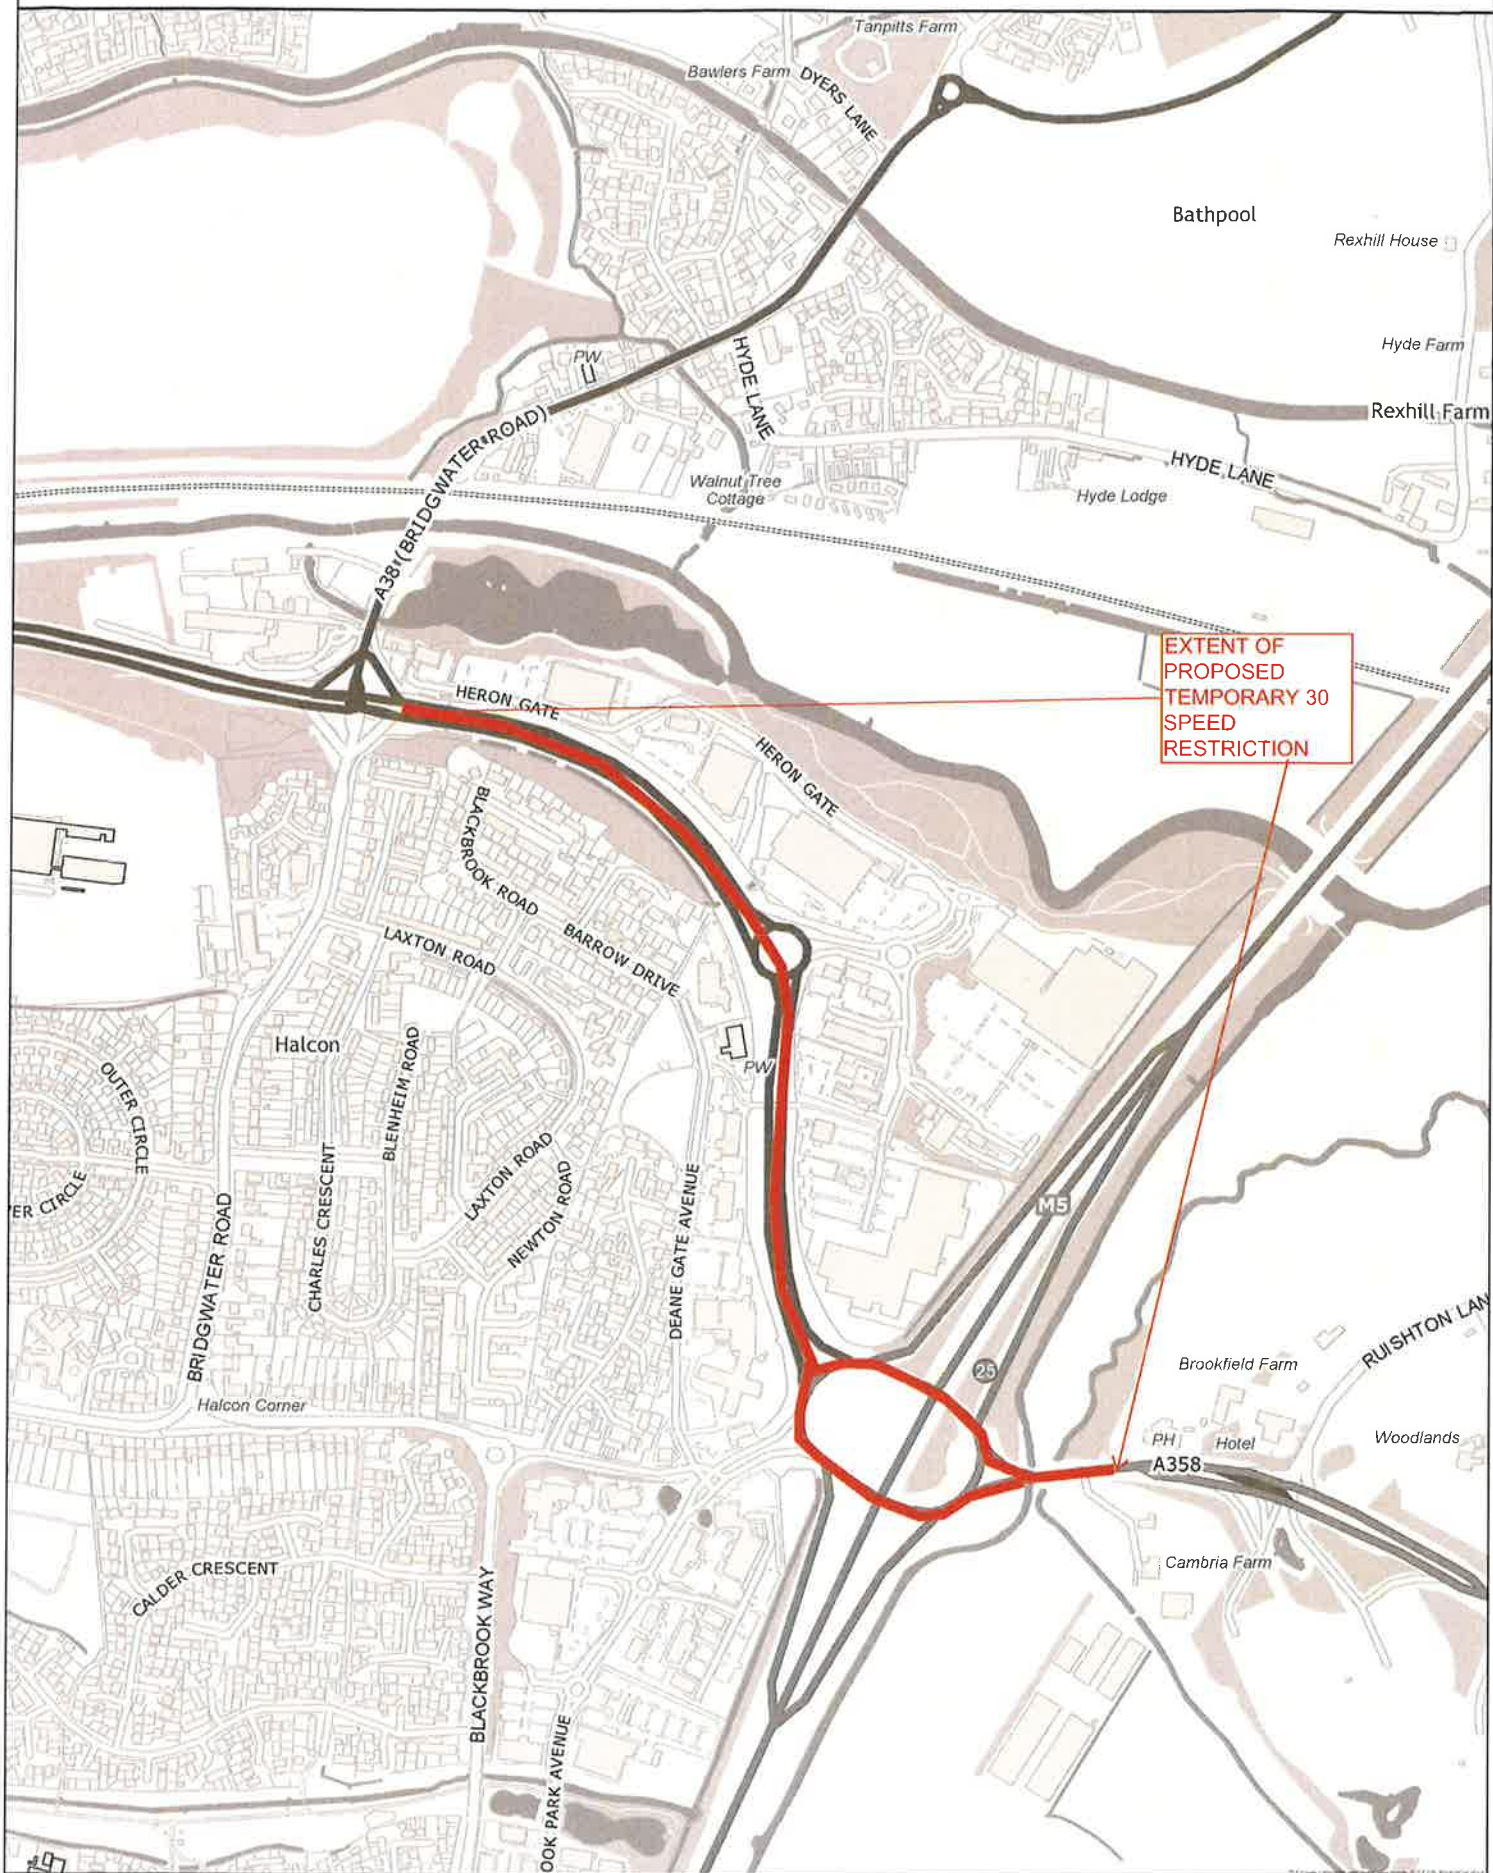 Tanpitts Farm
Bawlers Farm
DYERS LANE
Bathpool
Rexhill House
Hyde Farm
PW
HYDE LANE
Rexhill Farm
A38 (BRIDGWATER ROAD)
HYDE LANE
Walnut Tree
Cottage
Hyde Lodge
EXTENT OF
PROPOSED
TEMPORARY 30
SPEED
RESTRICTION
HERON GATE
HERON GATE
BLACKBROOK ROAD
BARROW DRIVE
LAXTON ROAD
Halcon
PW
OUTER CIRCLE
BLENHEIM ROAD
CHARLES CRESCENT
LAXTON ROAD
NEWTON ROAD
DEANE GATE AVENUE
ER CIRCLE
BRIDGWATER ROAD
M5
25
Brookfield Farm
RUISHTON LAN
Halcon Corner
PH
Hotel
Woodlands
A358
Cambria Farm
CALDER CRESCENT
BLACKBROOK WAY
OOK PARK AVENUE